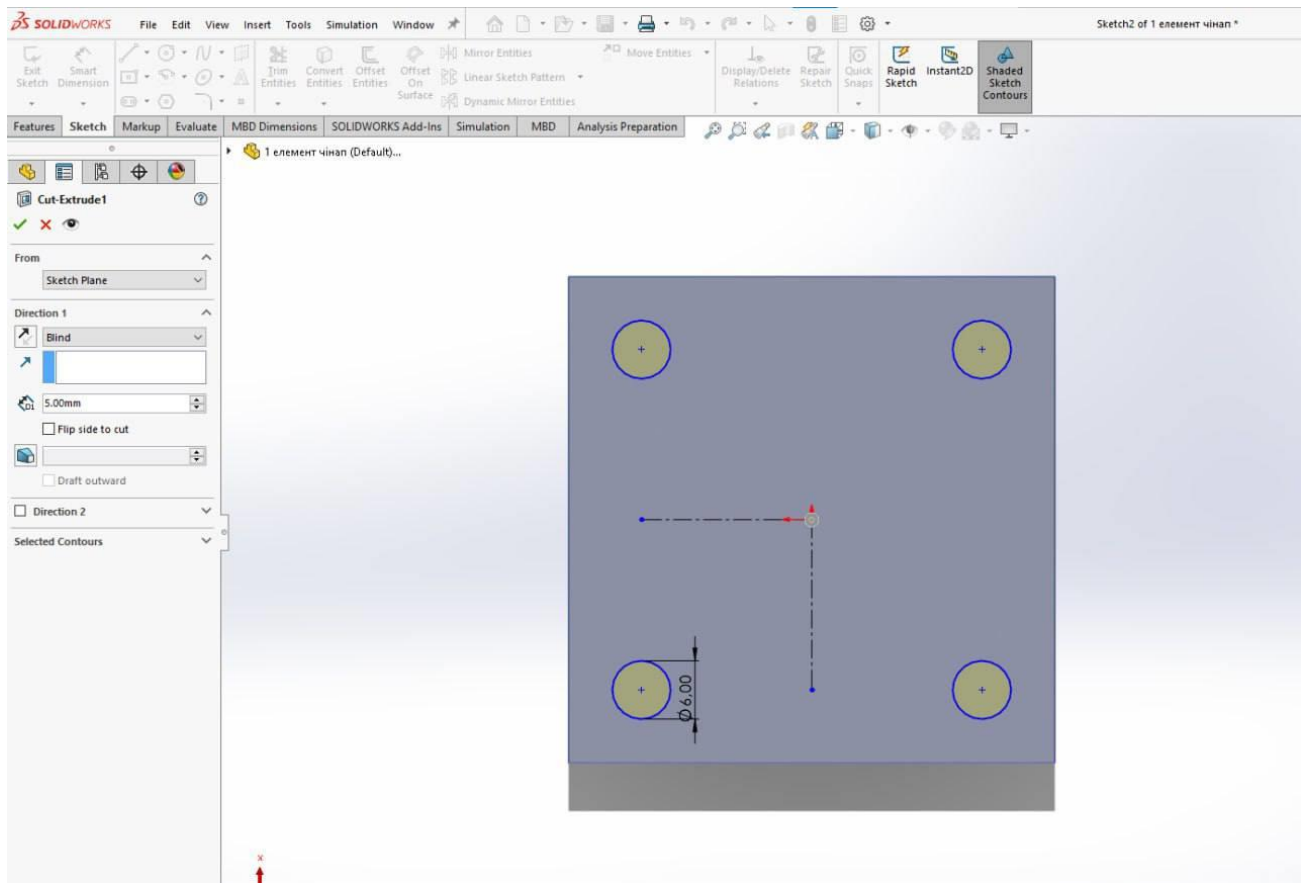 SOLIDWORKS File Edit View Insert Tools Simulation Window Sketch2 of 1 елемент чінап *
Exit Sketch
Smart Dimension
Trim Entities
Convert Entities
Offset Entities
Offset On Surface
Mirror Entities
Linear Sketch Pattern
Dynamic Mirror Entities
Move Entities
Display/Delete Relations
Repair Sketch
Quick Snaps
Rapid Sketch
Instant2D
Shaded Sketch Contours
Features Sketch Markup Evaluate MBD Dimensions SOLIDWORKS Add-Ins Simulation MBD Analysis Preparation
1 елемент чінап (Default)...
Cut-Extrude1
From
Sketch Plane
Direction 1
Blind
D1 5.00mm
Flip side to cut
Draft outward
Direction 2
Selected Contours
Ø 6,00
x